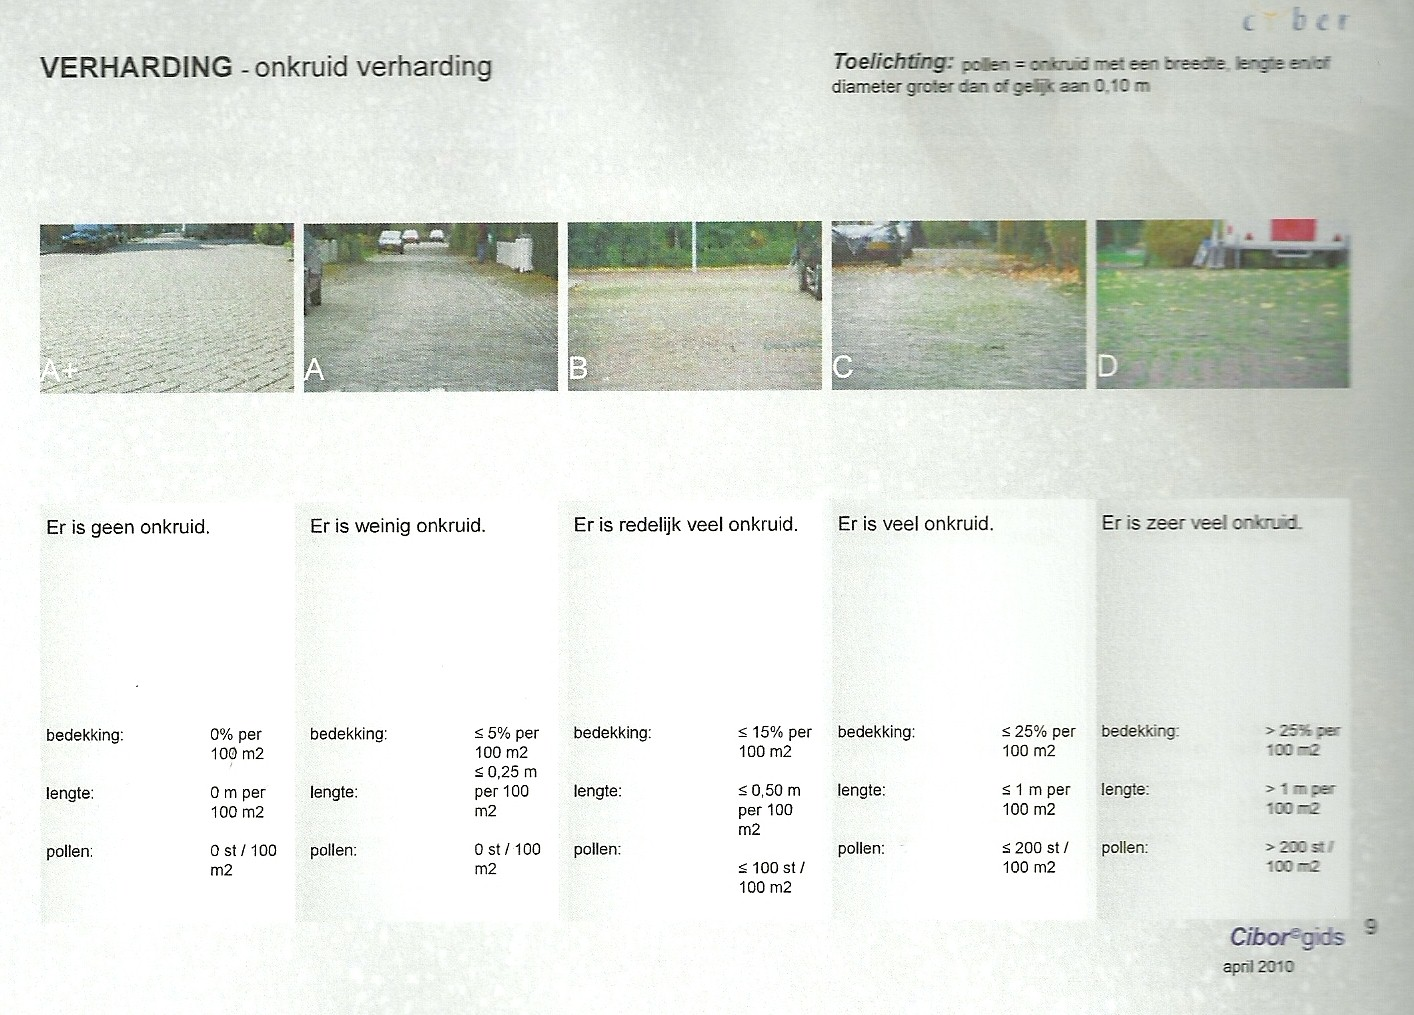 VERHARDING - onkruid verharding
Toelichting: pollen = onkruid met een breedte, lengte en/of
diameter groter dan of gelijk aan 0,10 m
A+
A
B
C
D
Er is geen onkruid.
bedekking: 0% per
100 m2
lengte: 0 m per
100 m2
pollen: 0 st / 100
m2
Er is weinig onkruid.
bedekking: ≤ 5% per
100 m2
≤ 0,25 m
lengte: per 100
m2
pollen: 0 st / 100
m2
Er is redelijk veel onkruid.
bedekking: ≤ 15% per
100 m2
lengte: ≤ 0,50 m
per 100
m2
pollen:
≤ 100 st /
100 m2
Er is veel onkruid.
bedekking: ≤ 25% per
100 m2
lengte: ≤ 1 m per
100 m2
pollen: ≤ 200 st /
100 m2
Er is zeer veel onkruid.
bedekking: > 25% per
100 m2
lengte: > 1 m per
100 m2
pollen: > 200 st /
100 m2
9
Cibor®gids
april 2010